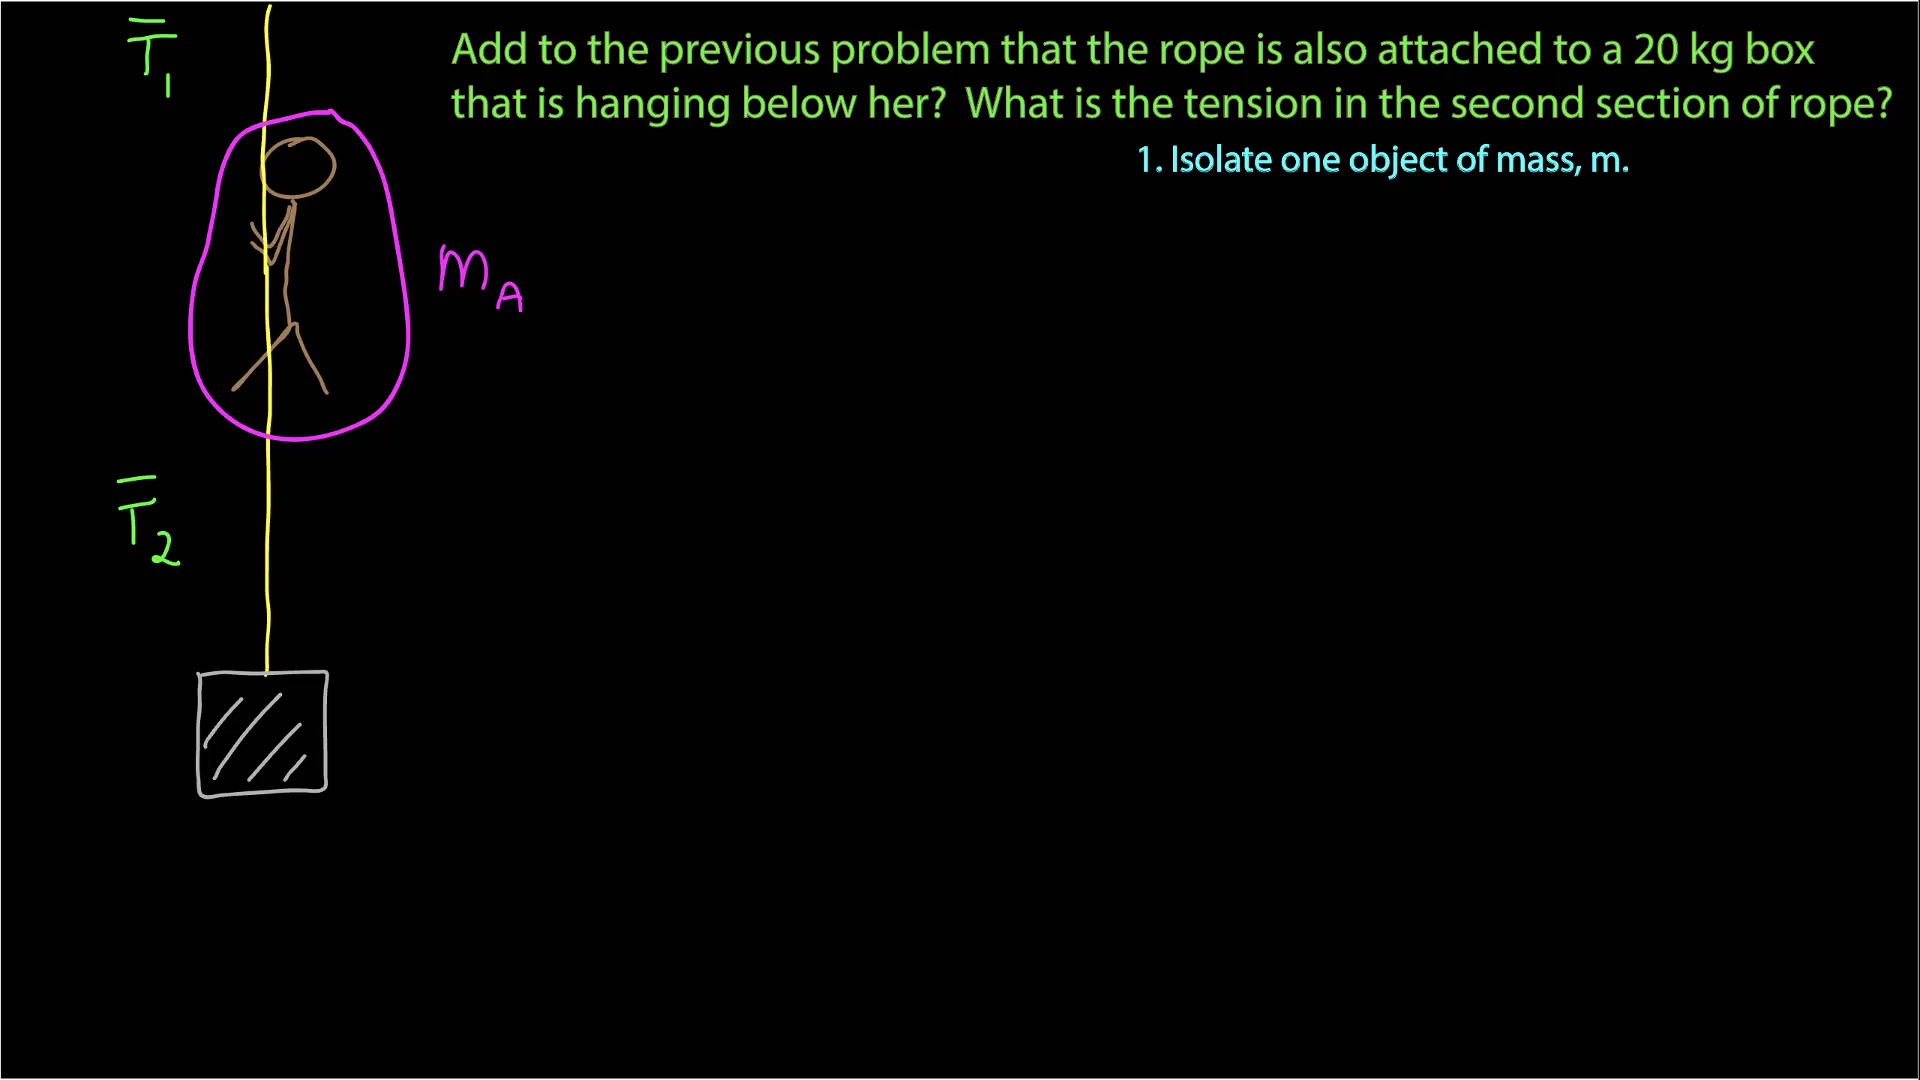 T̅₁
Add to the previous problem that the rope is also attached to a 20 kg box
that is hanging below her? What is the tension in the second section of rope?
1. Isolate one object of mass, m.
m_A
T̅₂